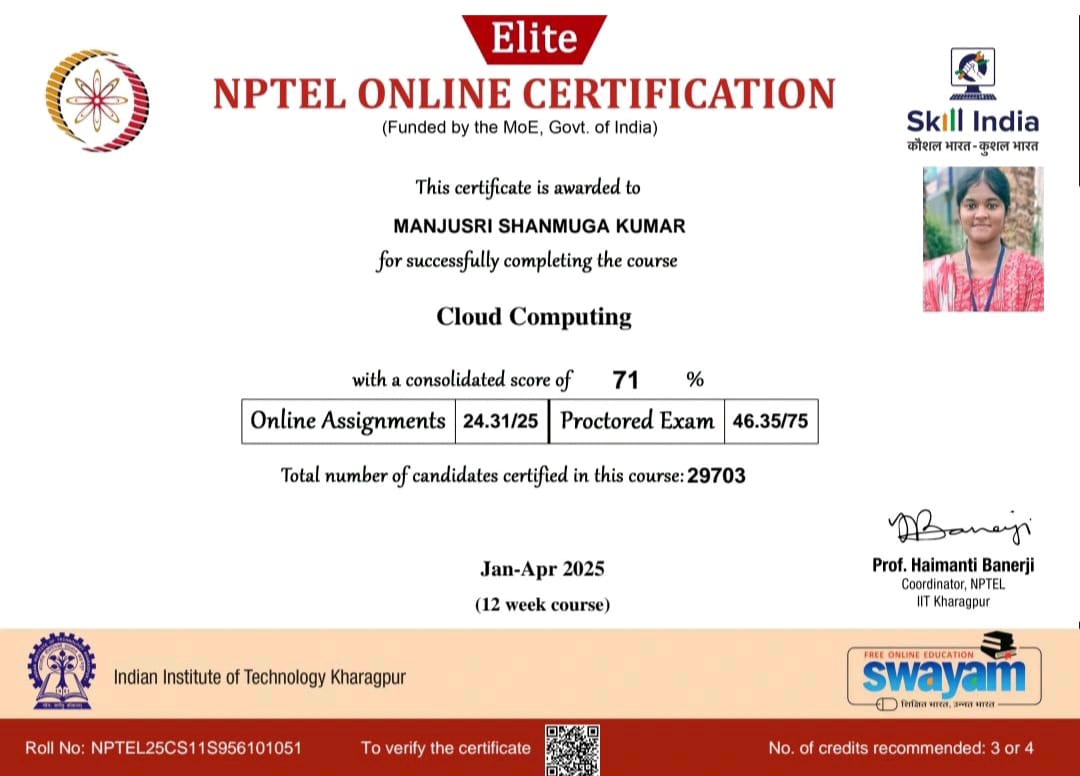 Elite
NPTEL ONLINE CERTIFICATION
(Funded by the MoE, Govt. of India)
Skill India
कौशल भारत - कुशल भारत
This certificate is awarded to
MANJUSRI SHANMUGA KUMAR
for successfully completing the course
Cloud Computing
with a consolidated score of 71 %
Online Assignments 24.31/25 Proctored Exam 46.35/75
Total number of candidates certified in this course: 29703
Prof. Haimanti Banerji
Coordinator, NPTEL
IIT Kharagpur
Jan-Apr 2025
(12 week course)
Indian Institute of Technology Kharagpur
FREE ONLINE EDUCATION
swayam
शिक्षित भारत, उन्नत भारत
Roll No: NPTEL25CS11S956101051
To verify the certificate
No. of credits recommended: 3 or 4